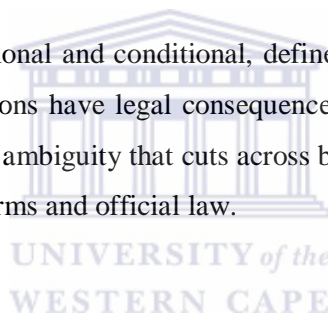 onal and conditional, define
ons have legal consequence
ambiguity that cuts across b
rms and official law.
UNIVERSITY of the
WESTERN CAPE